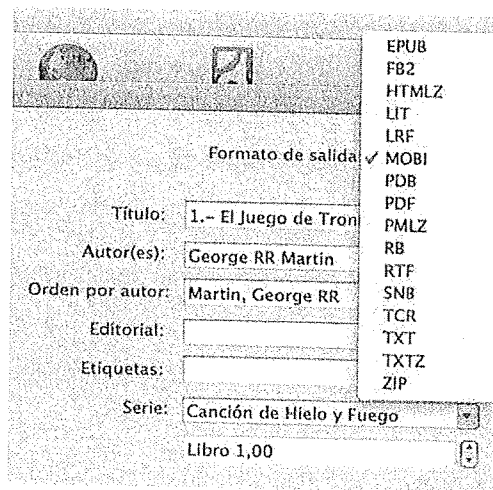 EPUB
FB2
HTMLZ
LIT
LRF
Formato de salida ✓ MOBI
PDB
PDF
PMLZ
RB
RTF
SNB
TCR
TXT
TXTZ
ZIP
Título: 1.- El Juego de Tron
Autor(es): George RR Martin
Orden por autor: Martin, George RR
Editorial:
Etiquetas:
Serie: Canción de Hielo y Fuego
Libro 1,00